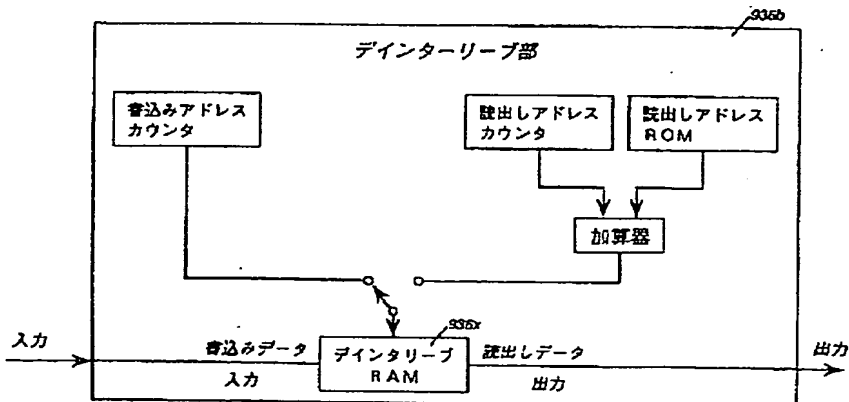 936b
デインターリーブ部
書込みアドレス
カウンタ
読出しアドレス
カウンタ
読出しアドレス
ROM
加算器
入力
書込みデータ
入力
936x
デインタリーブ
RAM
読出しデータ
出力
出力